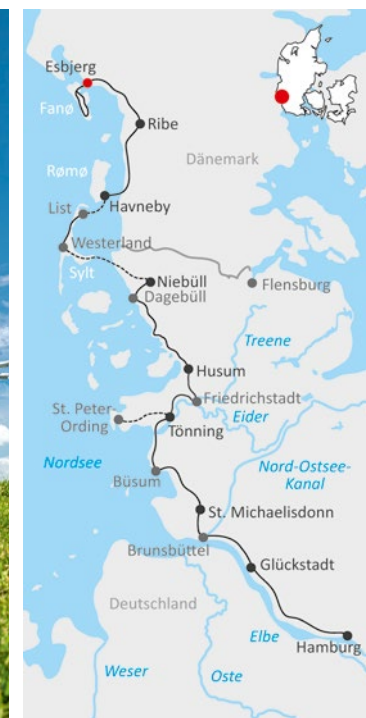 Esbjerg
Fanø
Ribe
Dänemark
Rømø
List
Havneby
Westerland
Sylt
Niebüll
Dagebüll
Flensburg
Treene
Husum
Friedrichstadt
St. Peter-
Ording
Eider
Tönning
Nordsee
Büsum
Nord-Ostsee-
Kanal
St. Michaelisdonn
Brunsbüttel
Glückstadt
Deutschland
Elbe
Hamburg
Weser
Oste